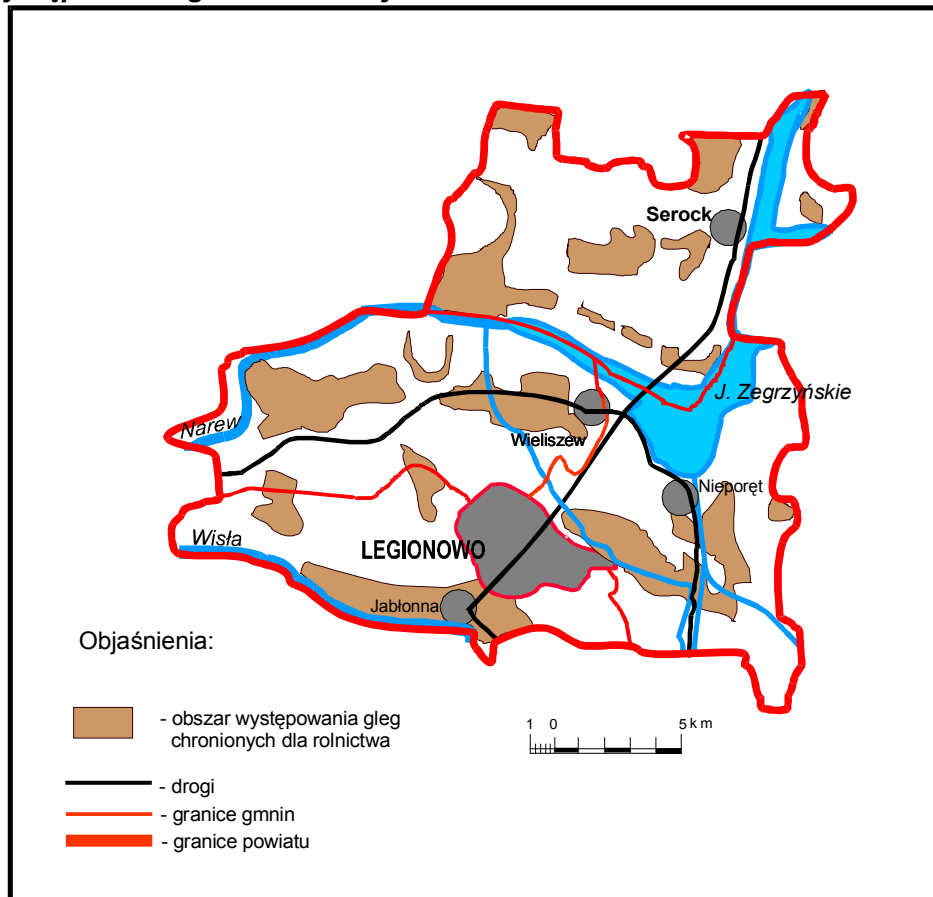 Serock
J. Zegrzyńskie
Narew
Wieliszew
Nieporęt
Wisła
LEGIONOWO
Jabłonna
Objaśnienia:
- obszar występowania gleg
chronionych dla rolnictwa
1 0 5 km
- drogi
- granice gmnin
- granice powiatu